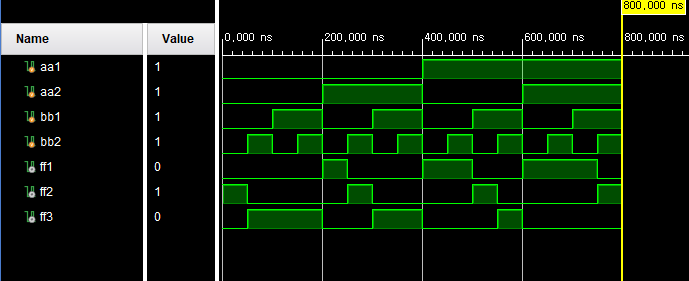 800,000 ns
Name Value 0,000 ns 200,000 ns 400,000 ns 600,000 ns 800,000 ns
aa1 1
aa2 1
bb1 1
bb2 1
ff1 0
ff2 1
ff3 0